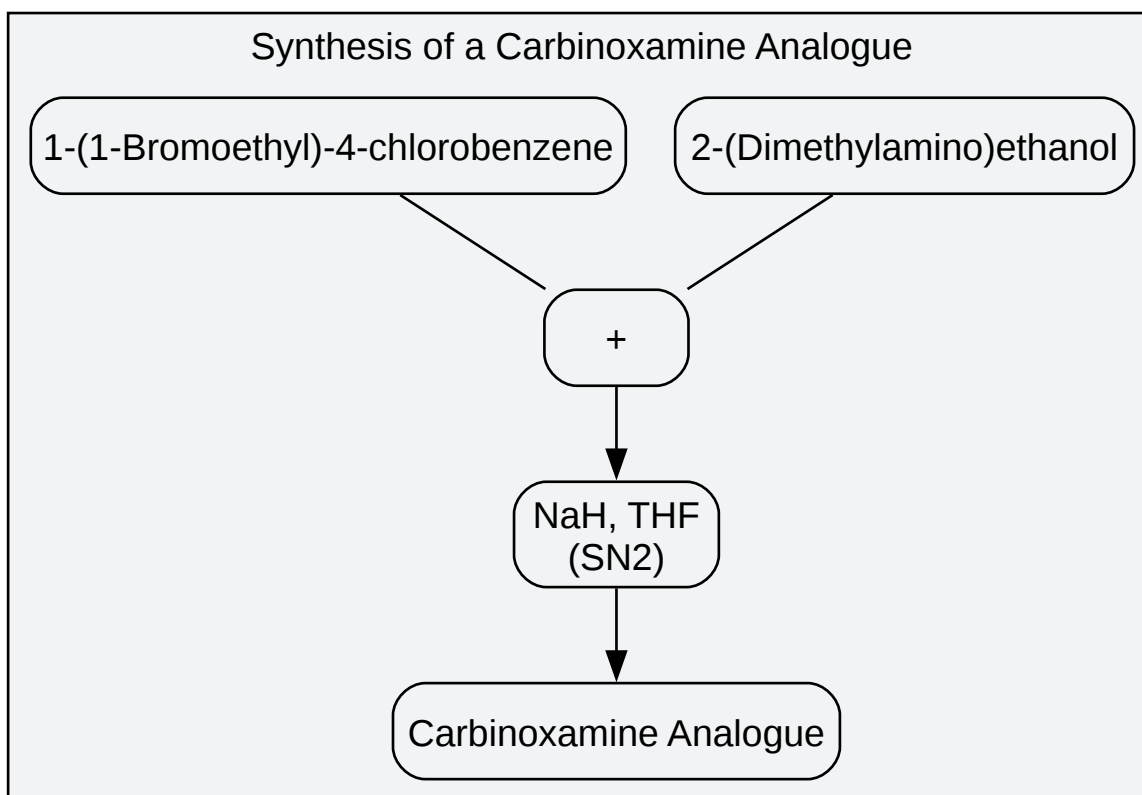 Synthesis of a Carbinoxamine Analogue
1-(1-Bromoethyl)-4-chlorobenzene
2-(Dimethylamino)ethanol
+
NaH, THF
(SN2)
Carbinoxamine Analogue